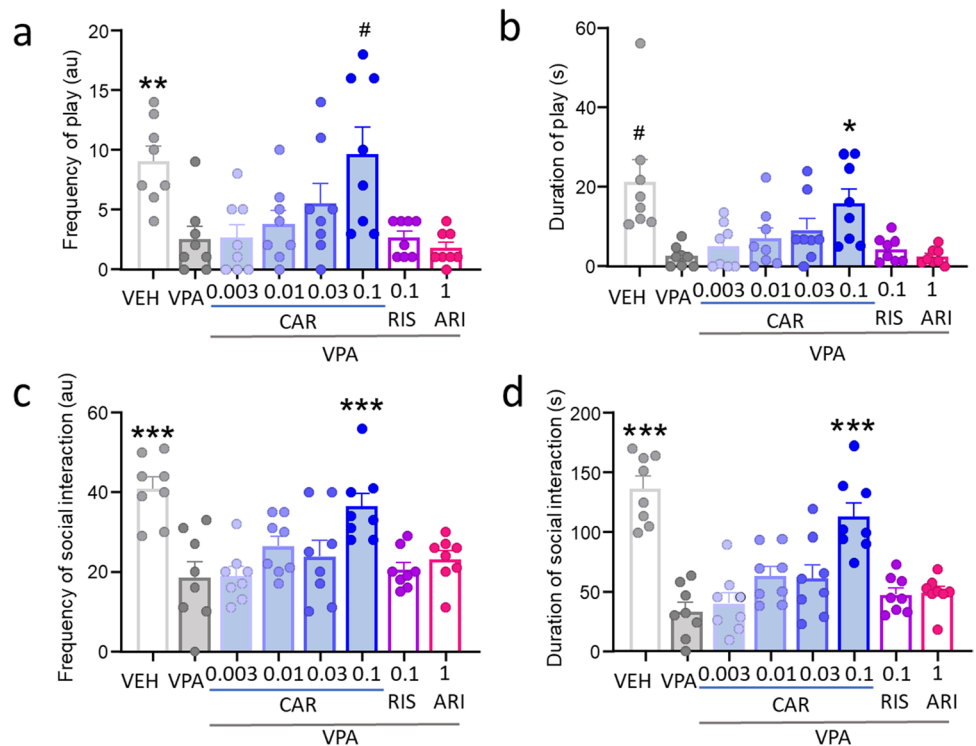 a
Frequency of play (au)
20
15
10
5
0
**
#
VEH VPA 0.003 0.01 0.03 0.1 0.1 1
CAR RIS ARI
VPA
b
Duration of play (s)
60
40
20
0
#
*
VEH VPA 0.003 0.01 0.03 0.1 0.1 1
CAR RIS ARI
VPA
c
Frequency of social interaction (au)
60
40
20
0
***
***
VEH VPA 0.003 0.01 0.03 0.1 0.1 1
CAR RIS ARI
VPA
d
Duration of social interaction (s)
200
150
100
50
0
***
***
VEH VPA 0.003 0.01 0.03 0.1 0.1 1
CAR RIS ARI
VPA